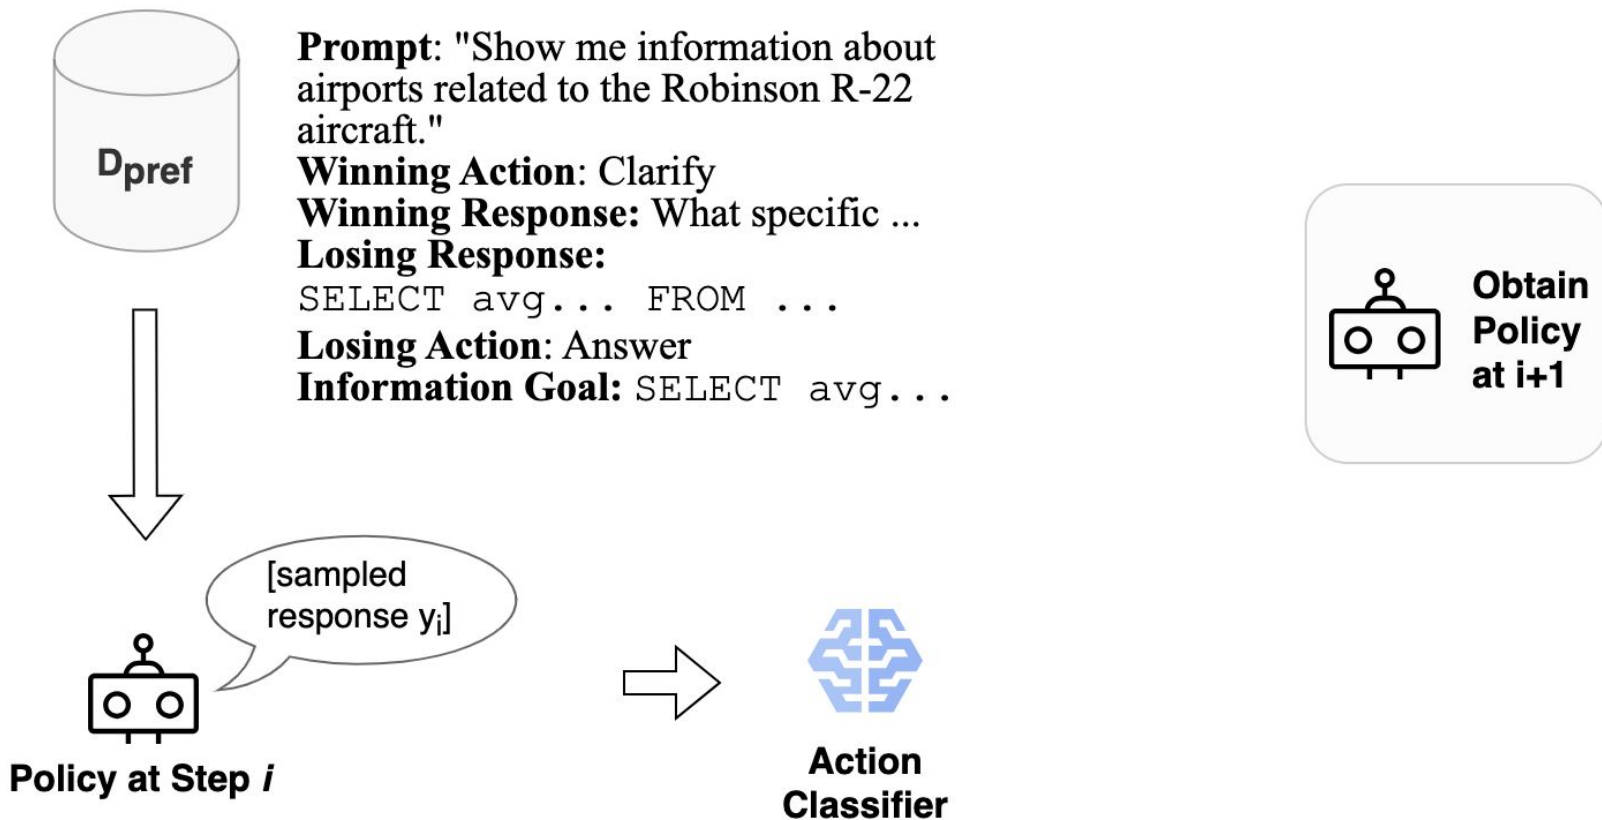 D_pref
Prompt: "Show me information about
airports related to the Robinson R-22
aircraft."
Winning Action: Clarify
Winning Response: What specific ...
Losing Response:
SELECT avg... FROM ...
Losing Action: Answer
Information Goal: SELECT avg...
Obtain
Policy
at i+1
[sampled
response y_i]
Policy at Step i
Action
Classifier